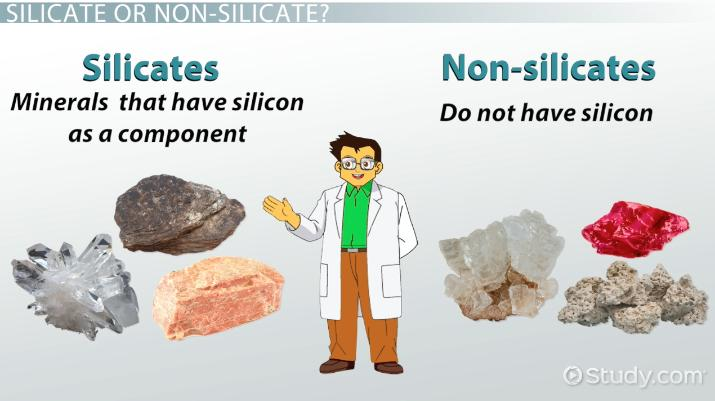 SILICATE OR NON-SILICATE?
Silicates
Minerals that have silicon
as a component
Non-silicates
Do not have silicon
Study.com